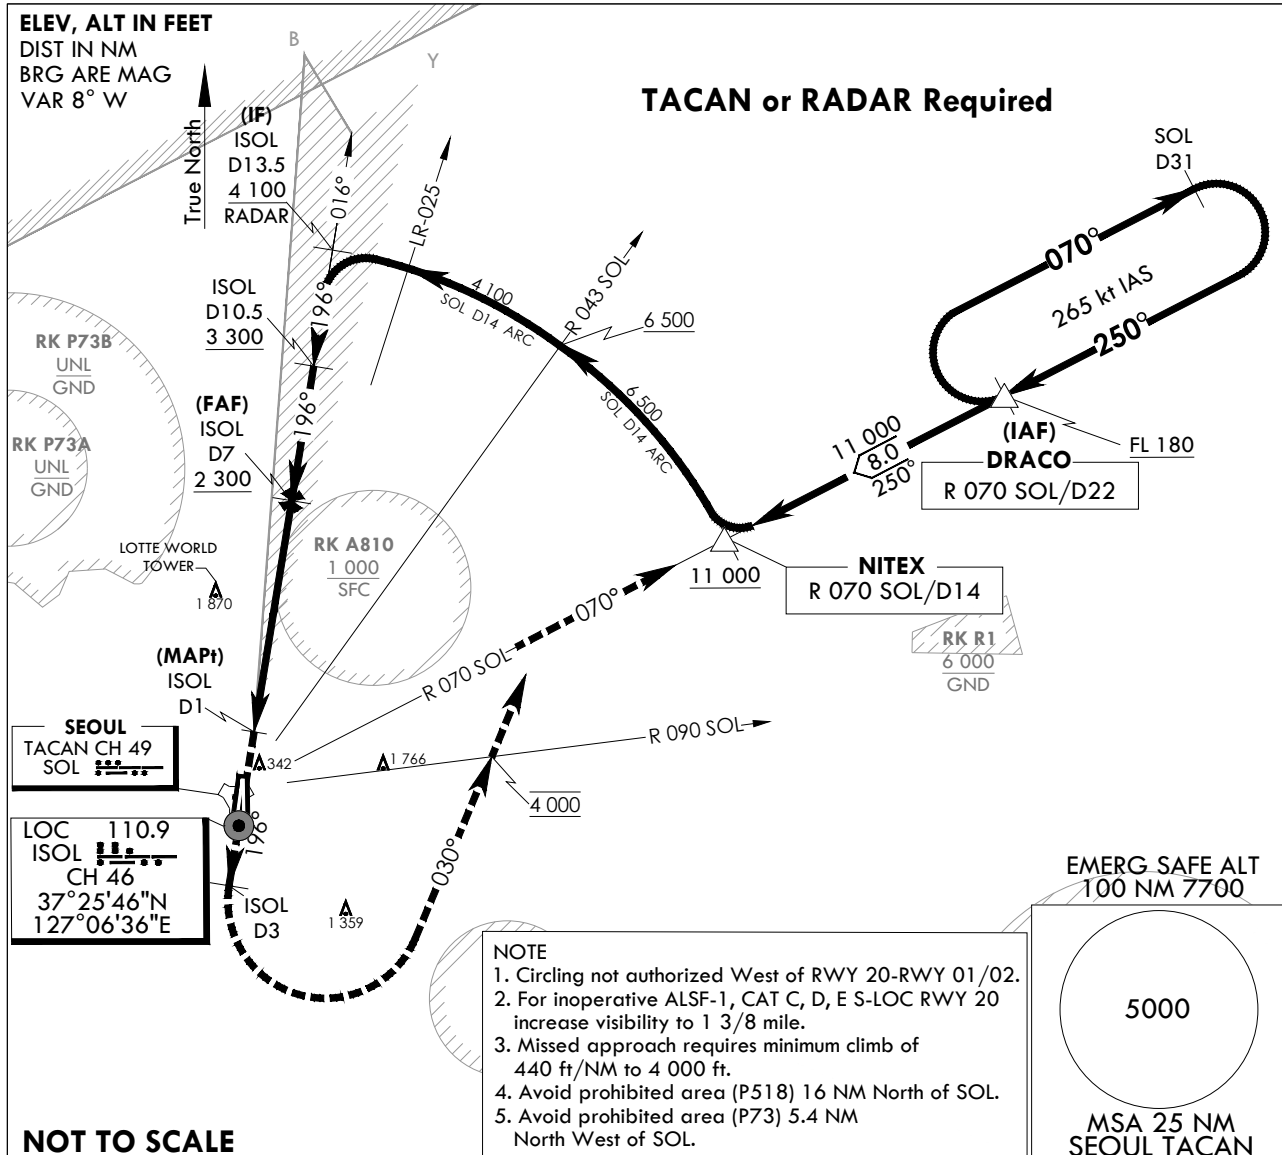 ELEV, ALT IN FEET
DIST IN NM
BRG ARE MAG
VAR 8° W
True North
B
Y
TACAN or RADAR Required
(IF)
ISOL
D13.5
4 100
RADAR
016°
LR-025
SOL
D31
070°
265 kt IAS
250°
196°
4 100
SOL D14 ARC
R 043 SOL
6 500
ISOL
D10.5
3 300
RK P73B
UNL
GND
196°
6 500
SOL D14 ARC
(FAF)
ISOL
D7
2 300
RK P73A
UNL
GND
11 000
8.0
250°
(IAF)
DRACO
R 070 SOL/D22
FL 180
LOTTE WORLD
TOWER
1 870
RK A810
1 000
SFC
11 000
NITEX
R 070 SOL/D14
070°
R 070 SOL
RK R1
6 000
GND
(MAPt)
ISOL
D1
R 090 SOL
SEOUL
TACAN CH 49
SOL
342
1 766
4 000
LOC 110.9
ISOL
CH 46
37°25'46"N
127°06'36"E
196°
030°
ISOL
D3
1 359
EMERG SAFE ALT
100 NM 7700
5000
MSA 25 NM
SEOUL TACAN
NOTE
1. Circling not authorized West of RWY 20-RWY 01/02.
2. For inoperative ALSF-1, CAT C, D, E S-LOC RWY 20
increase visibility to 1 3/8 mile.
3. Missed approach requires minimum climb of
440 ft/NM to 4 000 ft.
4. Avoid prohibited area (P518) 16 NM North of SOL.
5. Avoid prohibited area (P73) 5.4 NM
North West of SOL.
NOT TO SCALE